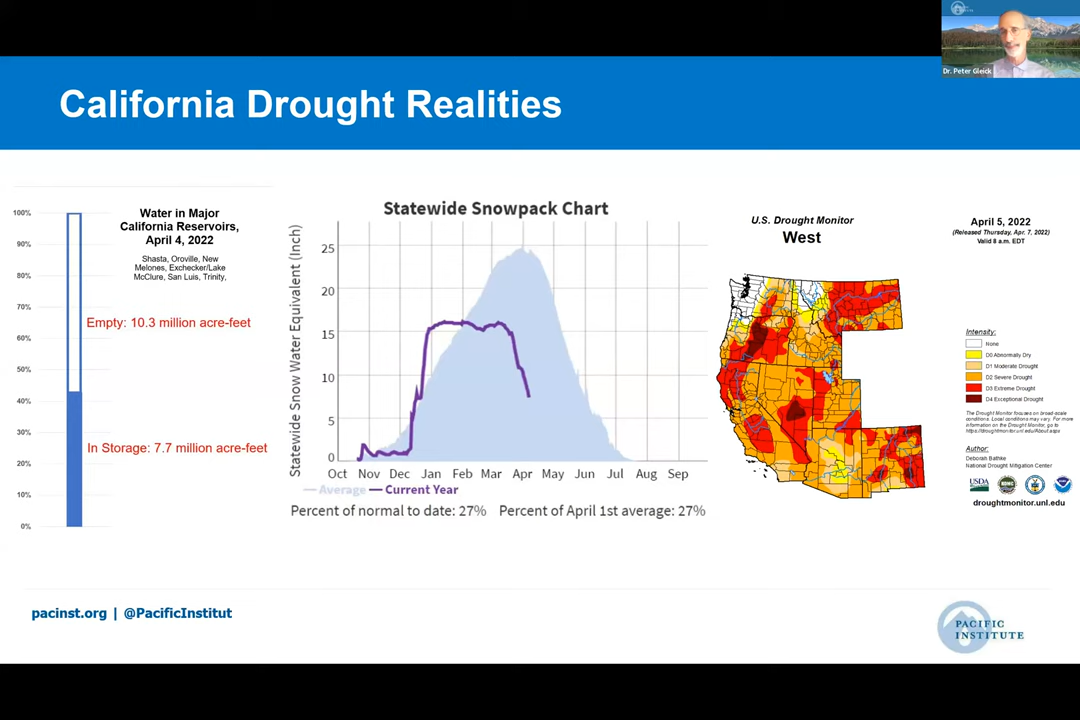 Dr. Peter Gleick
California Drought Realities
100%
90%
80%
70%
60%
50%
40%
30%
20%
10%
0%
Water in Major
California Reservoirs,
April 4, 2022
Shasta, Oroville, New
Melones, Exchecker/Lake
McClure, San Luis, Trinity,
Empty: 10.3 million acre-feet
In Storage: 7.7 million acre-feet
Statewide Snowpack Chart
Statewide Snow Water Equivalent (Inch)
25
20
15
10
5
0
Oct Nov Dec Jan Feb Mar Apr May Jun Jul Aug Sep
Average Current Year
Percent of normal to date: 27% Percent of April 1st average: 27%
U.S. Drought Monitor
West
April 5, 2022
(Released Thursday, Apr. 7, 2022)
Valid 8 a.m. EDT
Intensity:
None
D0 Abnormally Dry
D1 Moderate Drought
D2 Severe Drought
D3 Extreme Drought
D4 Exceptional Drought
The Drought Monitor focuses on broad-scale
conditions. Local conditions may vary. For more
information on the Drought Monitor, go to
https://droughtmonitor.unl.edu/About.aspx
Author:
Deborah Bathke
National Drought Mitigation Center
USDA
droughtmonitor.unl.edu
pacinst.org | @PacificInstitut
PACIFIC
INSTITUTE